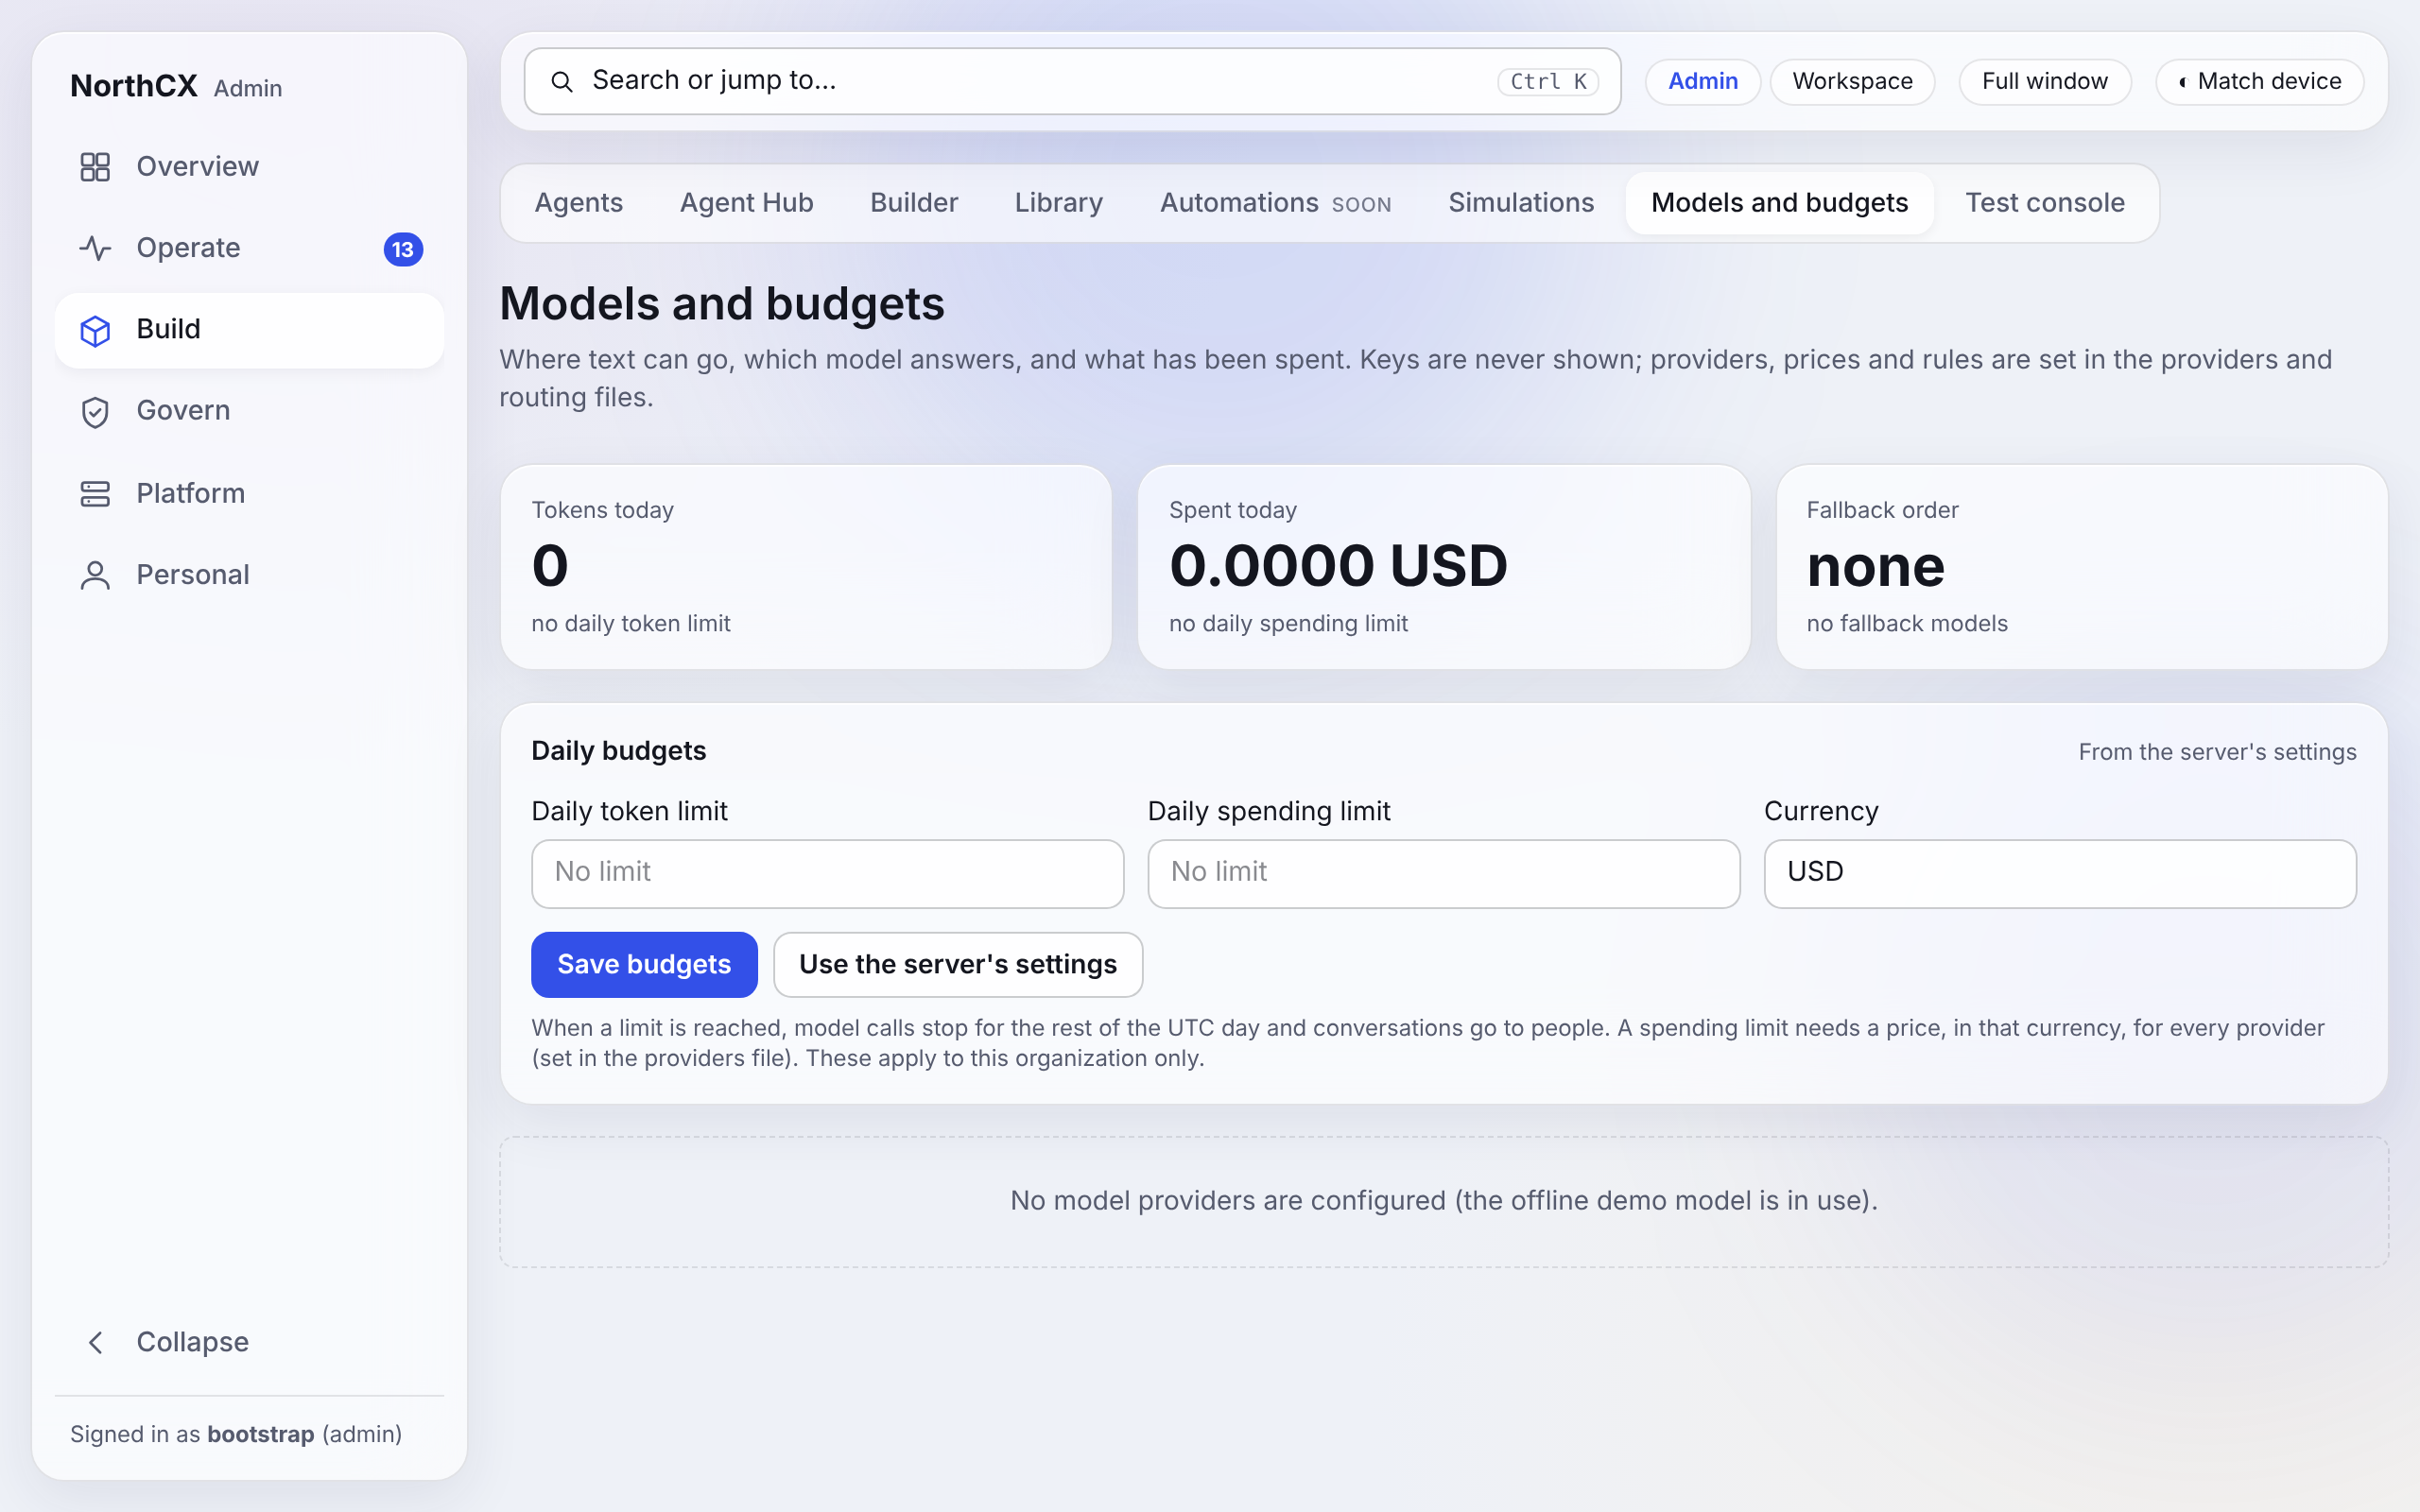 NorthCX Admin
Overview
Operate 13
Build
Govern
Platform
Personal
Collapse
Signed in as bootstrap (admin)
Search or jump to... Ctrl K
Admin Workspace Full window Match device
Agents Agent Hub Builder Library Automations SOON Simulations Models and budgets Test console
Models and budgets
Where text can go, which model answers, and what has been spent. Keys are never shown; providers, prices and rules are set in the providers and
routing files.
Tokens today
0
no daily token limit
Spent today
0.0000 USD
no daily spending limit
Fallback order
none
no fallback models
Daily budgets From the server's settings
Daily token limit Daily spending limit Currency
No limit No limit USD
Save budgets Use the server's settings
When a limit is reached, model calls stop for the rest of the UTC day and conversations go to people. A spending limit needs a price, in that currency, for every provider
(set in the providers file). These apply to this organization only.
No model providers are configured (the offline demo model is in use).